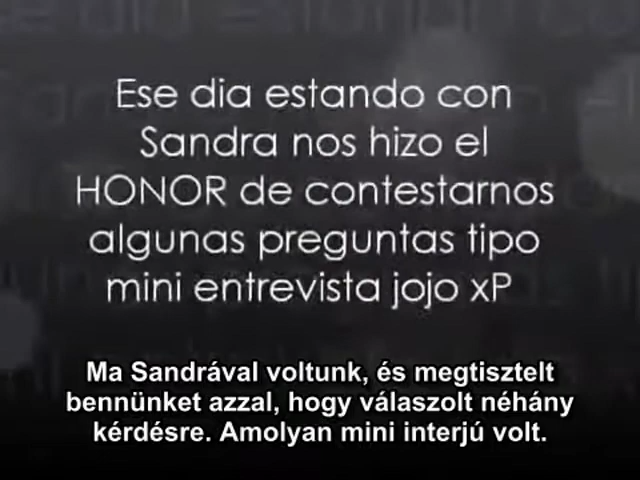 Ese dia estando con
Sandra nos hizo el
HONOR de contestarnos
algunas preguntas tipo
mini entrevista jojo xP
Ma Sandrával voltunk, és megtisztelt
bennünket azzal, hogy válaszolt néhány
kérdésre. Amolyan mini interjú volt.